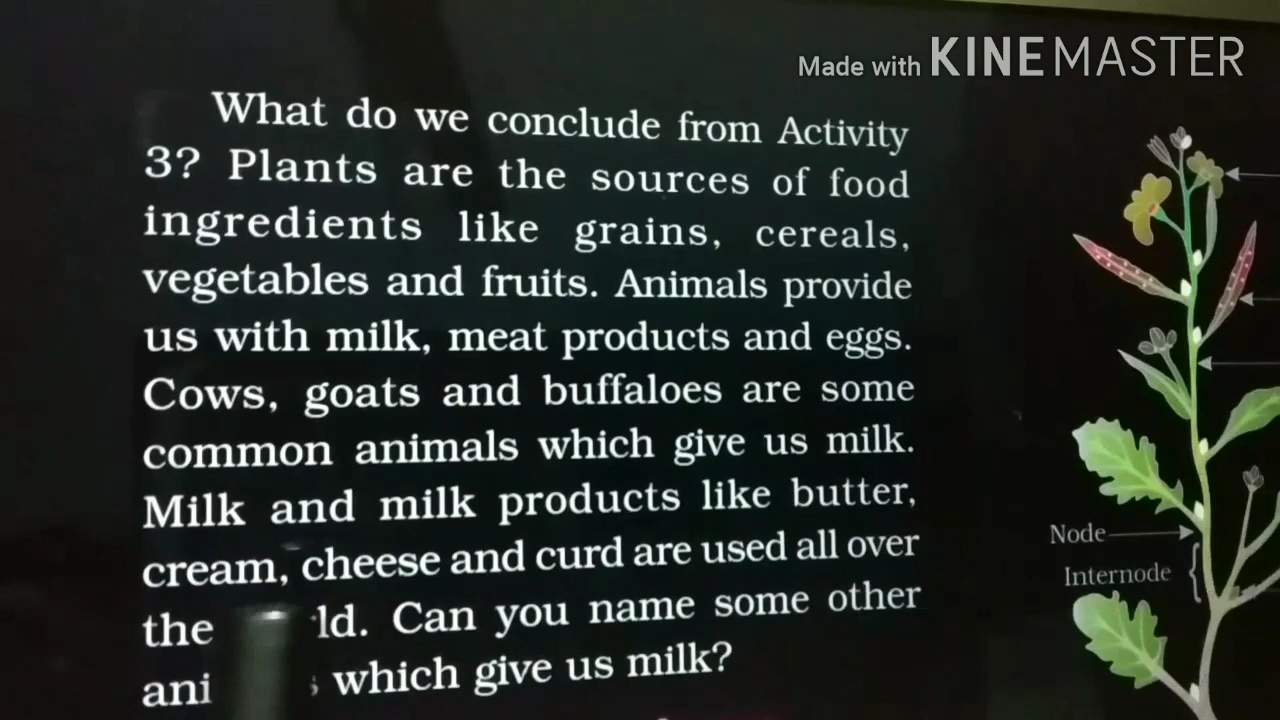 Made with KINEMASTER
What do we conclude from Activity
3? Plants are the sources of food
ingredients like grains, cereals,
vegetables and fruits. Animals provide
us with milk, meat products and eggs.
Cows, goats and buffaloes are some
common animals which give us milk.
Milk and milk products like butter,
cream, cheese and curd are used all over
the ld. Can you name some other
ani which give us milk?
Node
Internode